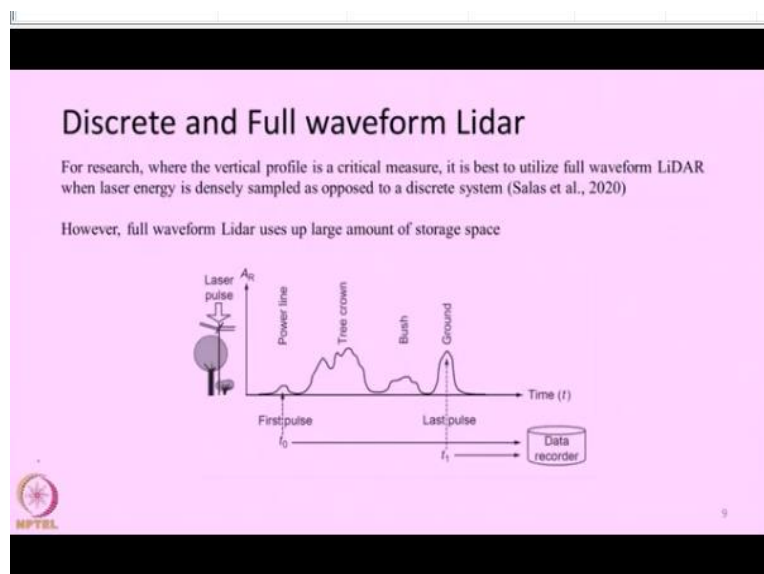 Discrete and Full waveform Lidar
For research, where the vertical profile is a critical measure, it is best to utilize full waveform LiDAR
when laser energy is densely sampled as opposed to a discrete system (Salas et al., 2020)
However, full waveform Lidar uses up large amount of storage space
Laser
pulse
AR
Power line
Tree crown
Bush
Ground
Time (t)
First pulse
Last pulse
t0
t1
Data
recorder
NPTEL
9